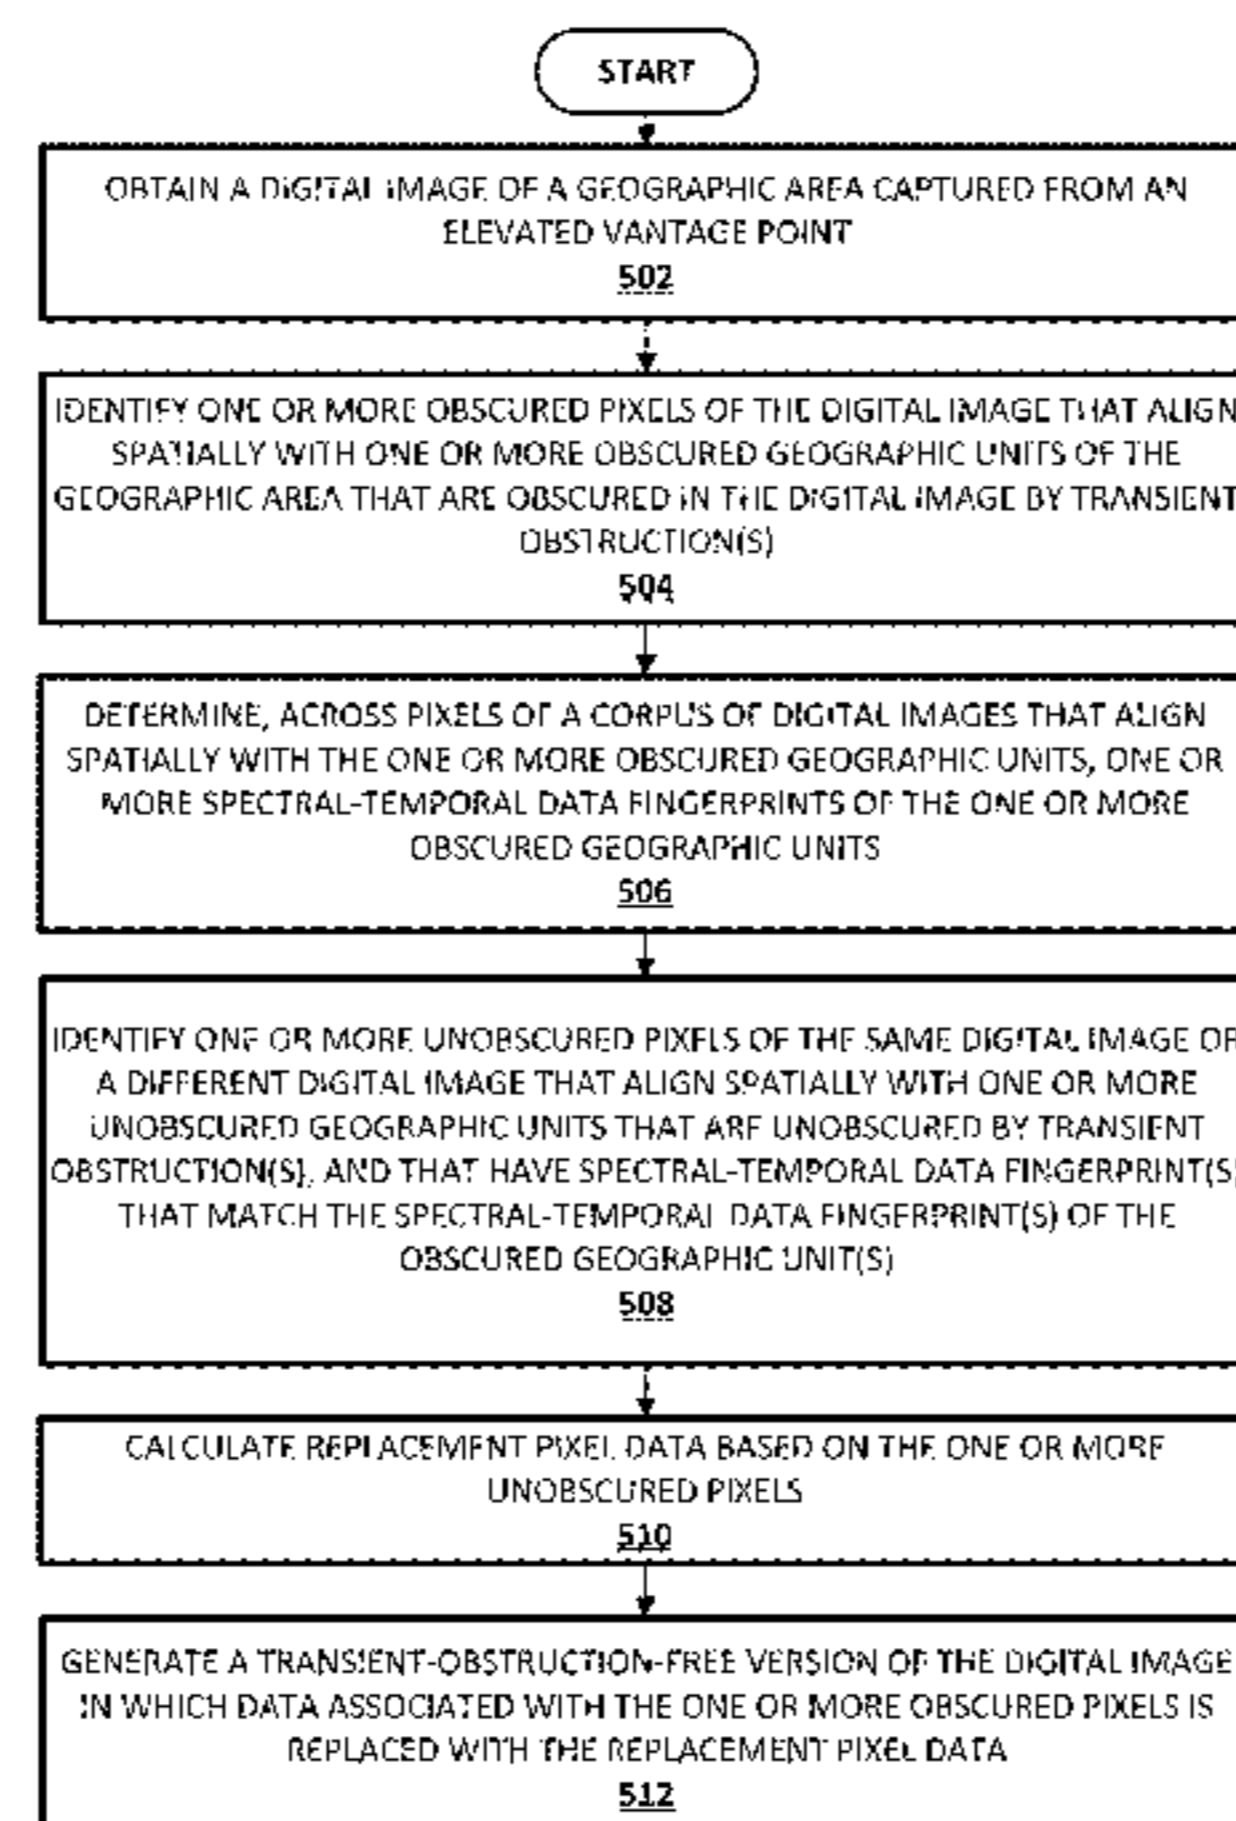 START
OBTAIN A DIGITAL IMAGE OF A GEOGRAPHIC AREA CAPTURED FROM AN
ELEVATED VANTAGE POINT
502
IDENTIFY ONE OR MORE OBSCURED PIXELS OF THE DIGITAL IMAGE THAT ALIGN
SPATIALLY WITH ONE OR MORE OBSCURED GEOGRAPHIC UNITS OF THE
GEOGRAPHIC AREA THAT ARE OBSCURED IN THE DIGITAL IMAGE BY TRANSIENT
OBSTRUCTION(S)
504
DETERMINE, ACROSS PIXELS OF A CORPUS OF DIGITAL IMAGES THAT ALIGN
SPATIALLY WITH THE ONE OR MORE OBSCURED GEOGRAPHIC UNITS, ONE OR
MORE SPECTRAL-TEMPORAL DATA FINGERPRINTS OF THE ONE OR MORE
OBSCURED GEOGRAPHIC UNITS
506
IDENTIFY ONE OR MORE UNOBSCURED PIXELS OF THE SAME DIGITAL IMAGE OR
A DIFFERENT DIGITAL IMAGE THAT ALIGN SPATIALLY WITH ONE OR MORE
UNOBSCURED GEOGRAPHIC UNITS THAT ARE UNOBSCURED BY TRANSIENT
OBSTRUCTION(S), AND THAT HAVE SPECTRAL-TEMPORAL DATA FINGERPRINT(S)
THAT MATCH THE SPECTRAL-TEMPORAL DATA FINGERPRINT(S) OF THE
OBSCURED GEOGRAPHIC UNIT(S)
508
CALCULATE REPLACEMENT PIXEL DATA BASED ON THE ONE OR MORE
UNOBSCURED PIXELS
510
GENERATE A TRANSIENT-OBSTRUCTION-FREE VERSION OF THE DIGITAL IMAGE
IN WHICH DATA ASSOCIATED WITH THE ONE OR MORE OBSCURED PIXELS IS
REPLACED WITH THE REPLACEMENT PIXEL DATA
512